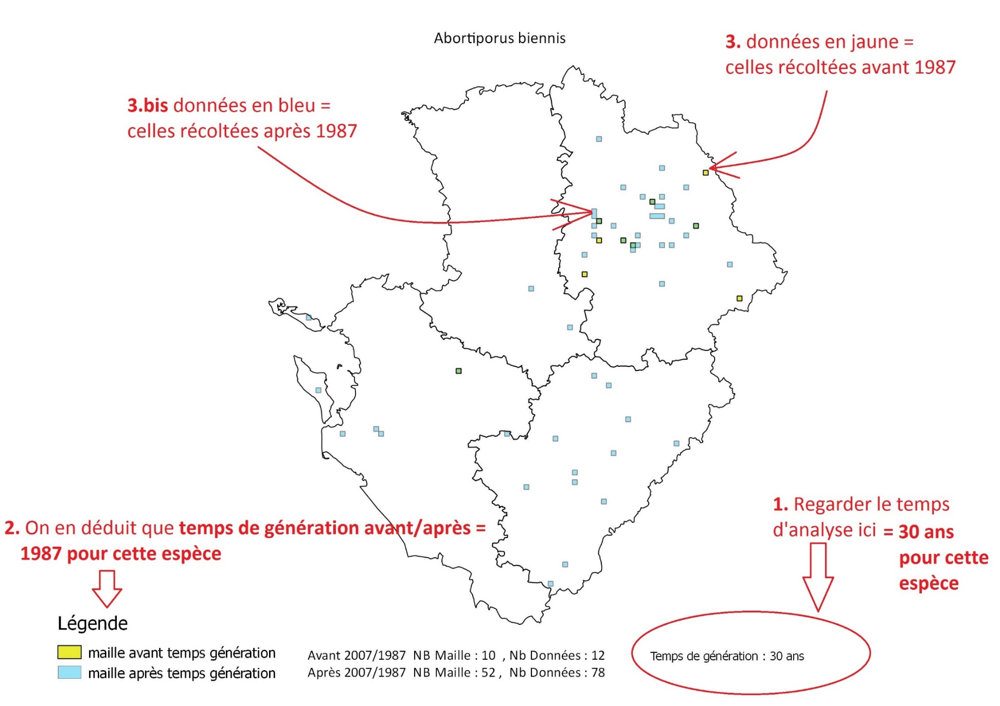 Abortiporus biennis
3. données en jaune =
celles récoltées avant 1987
3.bis données en bleu =
celles récoltées après 1987
1. Regarder le temps
d'analyse ici = 30 ans
pour cette
espèce
2. On en déduit que temps de génération avant/après =
1987 pour cette espèce
Légende
maille avant temps génération
maille après temps génération
Avant 2007/1987 NB Maille : 10 , Nb Données : 12
Après 2007/1987 NB Maille : 52 , Nb Données : 78
Temps de génération : 30 ans